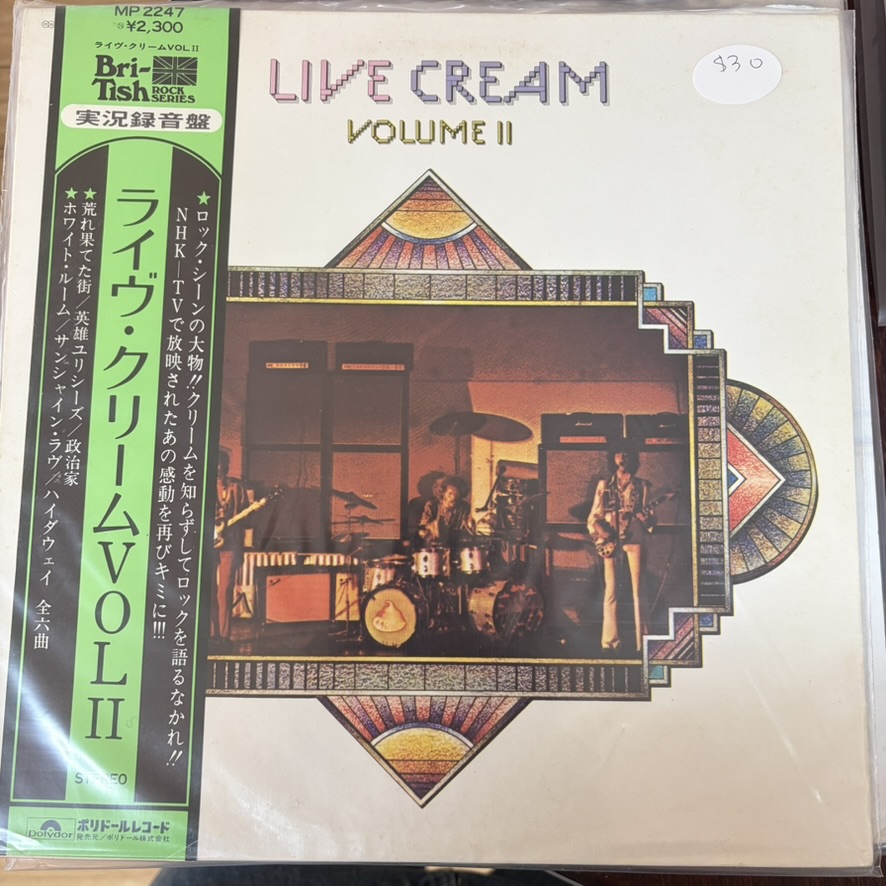 MP 2247
¥2,300
ライヴ・クリームVOLII
Bri-
Tish
ROCK
SERIES
実況録音盤
★ロック・シーンの大物!!クリームを知らずしてロックを語るなかれ!!
NHK—TVで放映されたあの感動を再びキミに!!!
ライヴ・クリームVOL II
★荒れ果てた街/英雄ユリシーズ/政治家
★ホワイト・ルーム/サンシャイン・ラヴ/ハイダウェイ 全六曲
STEREO
polydor
ポリドールレコード
発売元/ポリドール株式会社
LIVE CREAM
VOLUME II
$30